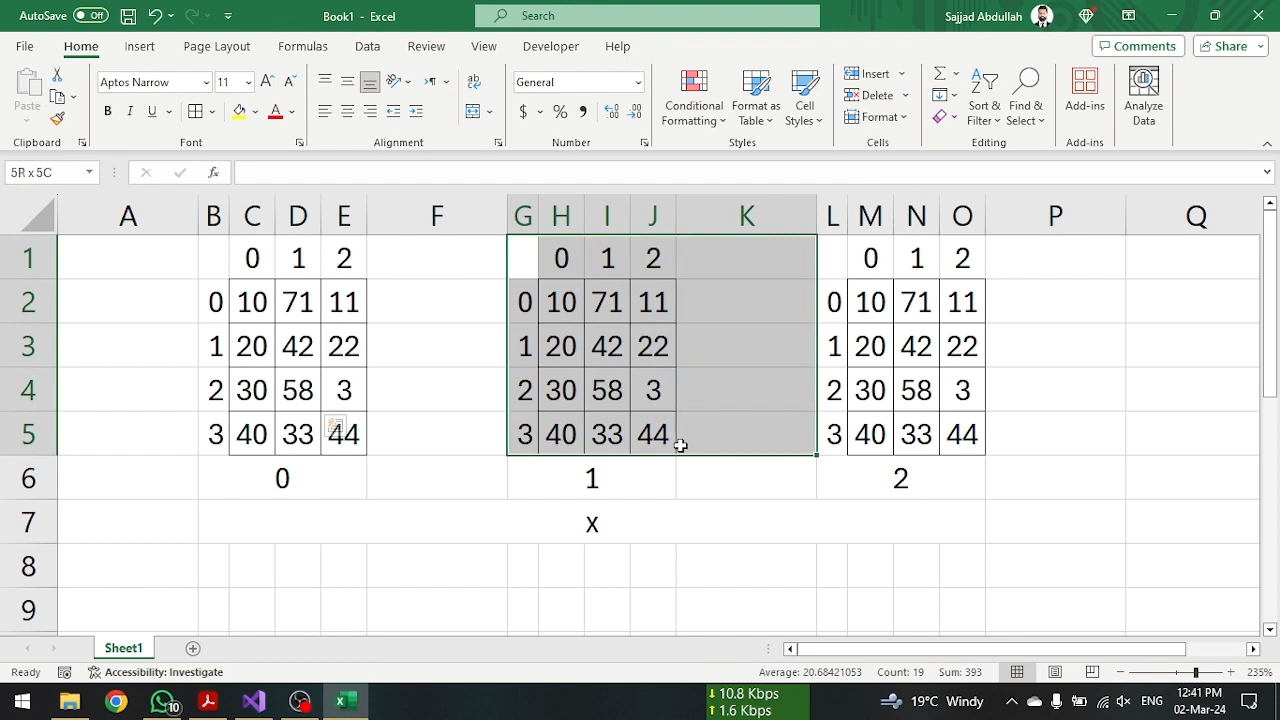 AutoSave Off Book1 - Excel Search Sajjad Abdullah
File Home Insert Page Layout Formulas Data Review View Developer Help Comments Share
Aptos Narrow 11 General Insert
Paste B I U Conditional Formatting Format as Table Cell Styles Delete Sort & Filter Find & Select Add-ins Analyze Data
Format
Clipboard Font Alignment Number Styles Cells Editing Add-ins
5R x 5C fx
A B C D E F G H I J K L M N O P Q
1 0 1 2 0 1 2 0 1 2
2 0 10 71 11 0 10 71 11 0 10 71 11
3 1 20 42 22 1 20 42 22 1 20 42 22
4 2 30 58 3 2 30 58 3 2 30 58 3
5 3 40 33 44 3 40 33 44 3 40 33 44
6 0 1 2
7 x
8
9
Sheet1
Ready Accessibility: Investigate Average: 20.68421053 Count: 19 Sum: 393 235%
10 ↓ 10.8 Kbps 19°C Windy ENG 12:41 PM
↑ 1.6 Kbps 02-Mar-24